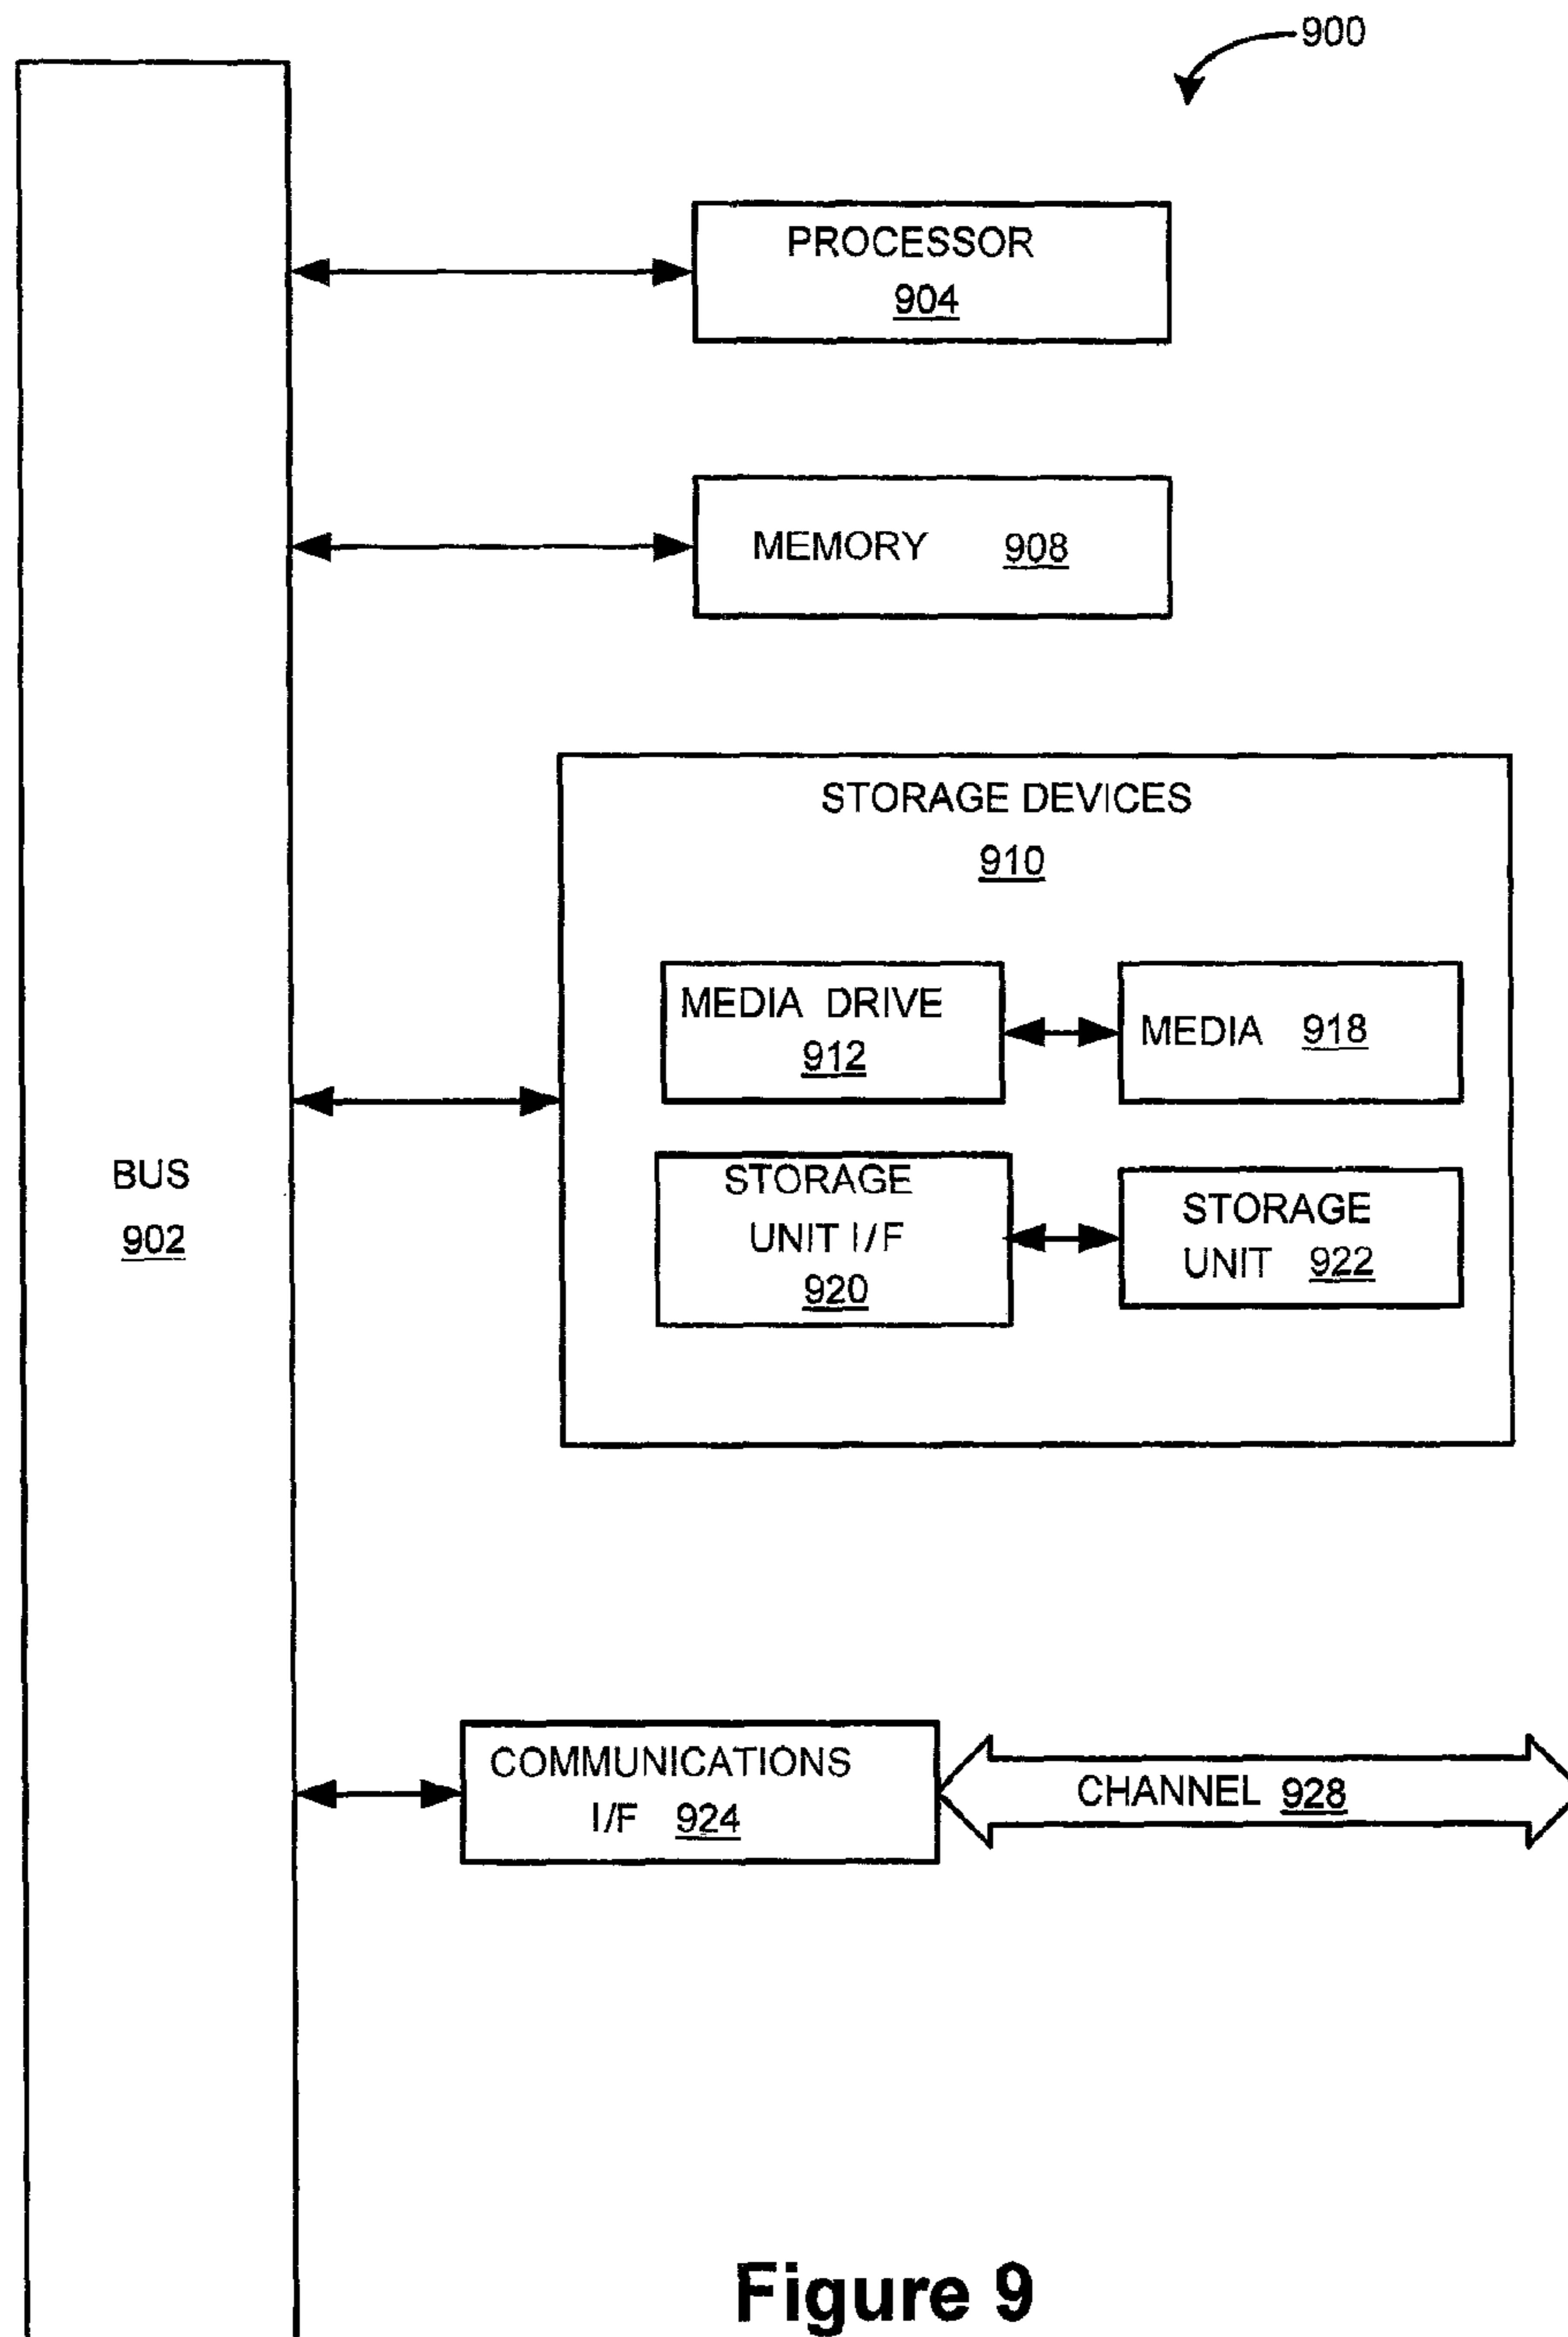 900
PROCESSOR
904
MEMORY 908
STORAGE DEVICES
910
MEDIA DRIVE
912
MEDIA 918
BUS
902
STORAGE
UNIT I/F
920
STORAGE
UNIT 922
COMMUNICATIONS
I/F 924
CHANNEL 928
Figure 9